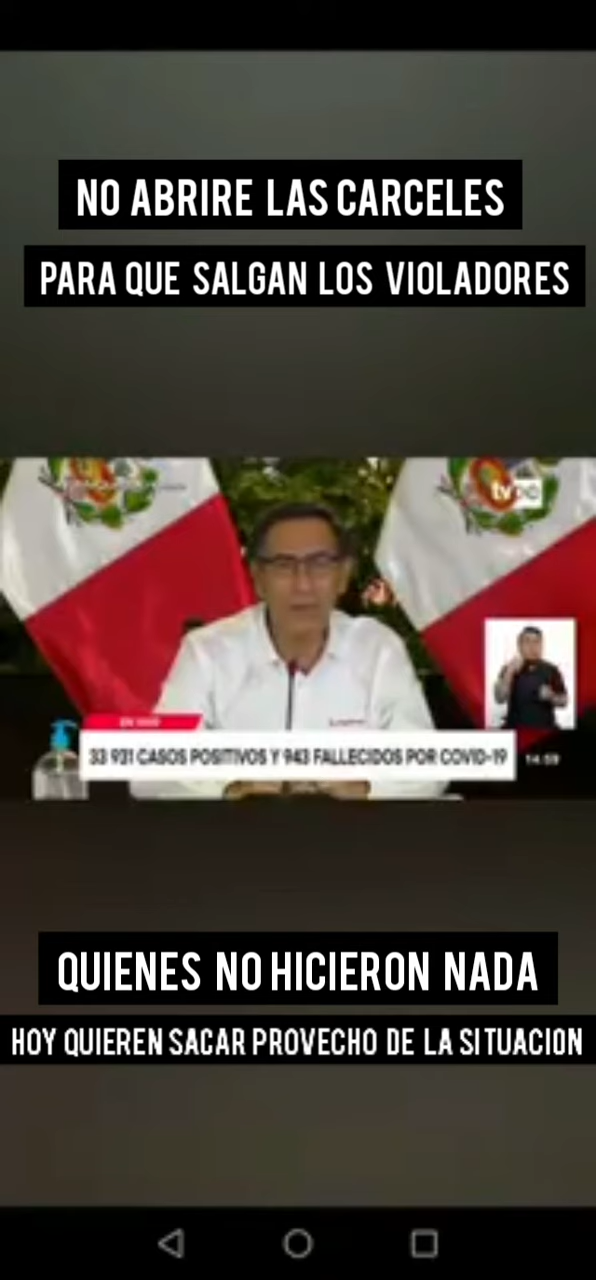 NO ABRIRE LAS CARCELES
PARA QUE SALGAN LOS VIOLADORES
tvpe
EN VIVO
33 931 CASOS POSITIVOS Y 943 FALLECIDOS POR COVID-19
14:59
QUIENES NO HICIERON NADA
HOY QUIEREN SACAR PROVECHO DE LA SITUACION